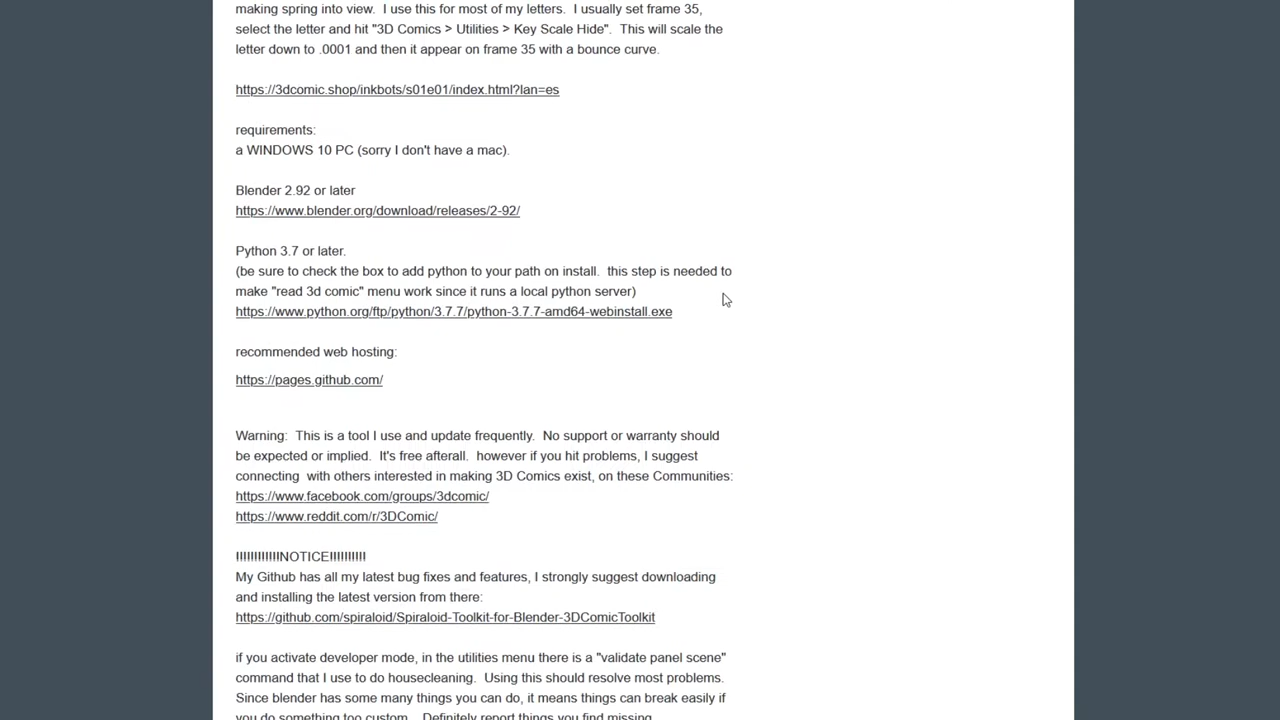 making spring into view.  I use this for most of my letters.  I usually set frame 35,
select the letter and hit "3D Comics > Utilities > Key Scale Hide".  This will scale the
letter down to .0001 and then it appear on frame 35 with a bounce curve.
https://3dcomic.shop/inkbots/s01e01/index.html?lan=es
requirements:
a WINDOWS 10 PC (sorry I don't have a mac).
Blender 2.92 or later
https://www.blender.org/download/releases/2-92/
Python 3.7 or later.
(be sure to check the box to add python to your path on install.  this step is needed to
make "read 3d comic" menu work since it runs a local python server)
https://www.python.org/ftp/python/3.7.7/python-3.7.7-amd64-webinstall.exe
recommended web hosting:
https://pages.github.com/
Warning:  This is a tool I use and update frequently.  No support or warranty should
be expected or implied.  It's free afterall.  however if you hit problems, I suggest
connecting  with others interested in making 3D Comics exist, on these Communities:
https://www.facebook.com/groups/3dcomic/
https://www.reddit.com/r/3DComic/
!!!!!!!!!!!!NOTICE!!!!!!!!!!
My Github has all my latest bug fixes and features, I strongly suggest downloading
and installing the latest version from there:
https://github.com/spiraloid/Spiraloid-Toolkit-for-Blender-3DComicToolkit
if you activate developer mode, in the utilities menu there is a "validate panel scene"
command that I use to do housecleaning.  Using this should resolve most problems.
Since blender has some many things you can do, it means things can break easily if
you do something too custom.   Definitely report things you find missing.